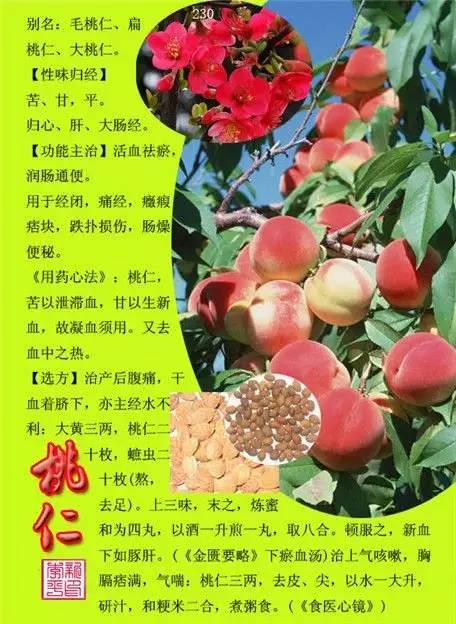 230
别名：毛桃仁、扁
桃仁、大桃仁。
【性味归经】
苦、甘，平。
归心、肝、大肠经。
【功能主治】活血祛瘀，
润肠通便。
用于经闭，痛经，癥瘕
痞块，跌扑损伤，肠燥
便秘。
《用药心法》：桃仁，
苦以泄滞血，甘以生新
血，故凝血须用。又去
血中之热。
【选方】治产后腹痛，干
血着脐下，亦主经水不
利：大黄三两，桃仁二
十枚，蟅虫二
十枚(熬，
去足)。上三味，末之，炼蜜
和为四丸，以酒一升煎一丸，取八合。顿服之，新血
下如豚肝。(《金匮要略》下瘀血汤)治上气咳嗽，胸
膈痞满，气喘：桃仁三两，去皮、尖，以水一大升，
研汁，和粳米二合，煮粥食。(《食医心镜》)
桃仁